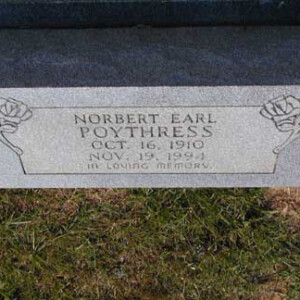 NORBERT EARL
POYTHRESS
OCT. 16, 1910
NOV. 19, 1994
IN LOVING MEMORY.